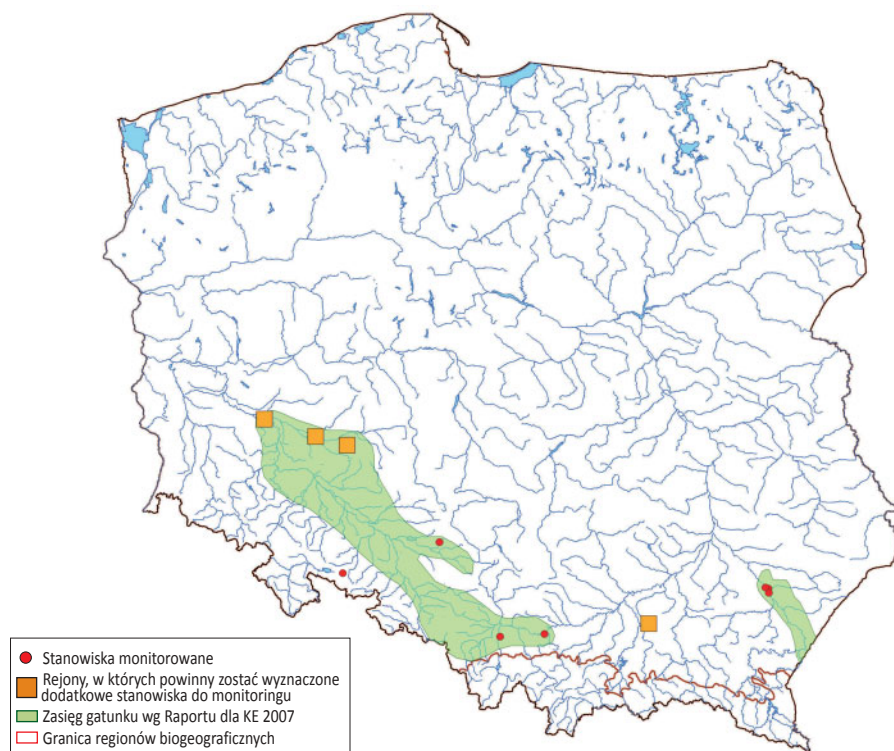 Stanowiska monitorowane
Rejony, w których powinny zostać wyznaczone
dodatkowe stanowiska do monitoringu
Zasięg gatunku wg Raportu dla KE 2007
Granica regionów biogeograficznych